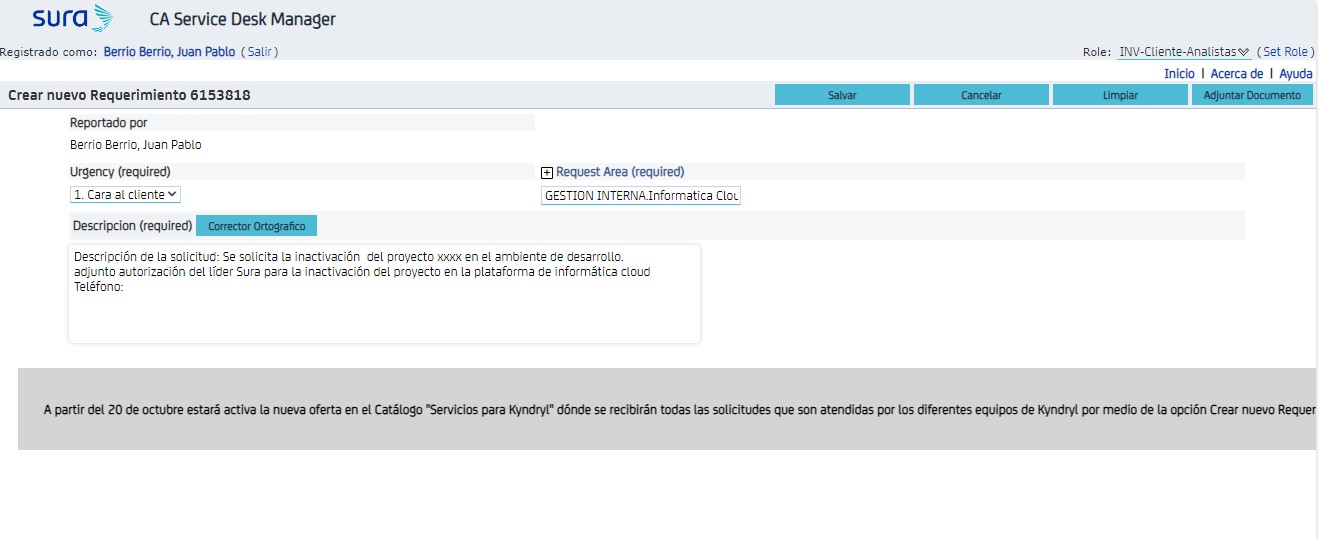 sura CA Service Desk Manager
Registrado como: Berrio Berrio, Juan Pablo (Salir) Role: INV-Cliente-Analistas (Set Role)
Inicio | Acerca de | Ayuda
Crear nuevo Requerimiento 6153818 Salvar Cancelar Limpiar Adjuntar Documento
Reportado por
Berrio Berrio, Juan Pablo
Urgency (required) Request Area (required)
1. Cara al cliente GESTION INTERNA.Informatica Clou
Descripcion (required) Corrector Ortografico
Descripción de la solicitud: Se solicita la inactivación  del proyecto xxxx en el ambiente de desarrollo.
adjunto autorización del líder Sura para la inactivación del proyecto en la plataforma de informática cloud
Teléfono:
A partir del 20 de octubre estará activa la nueva oferta en el Catálogo "Servicios para Kyndryl" dónde se recibirán todas las solicitudes que son atendidas por los diferentes equipos de Kyndryl por medio de la opción Crear nuevo Requer